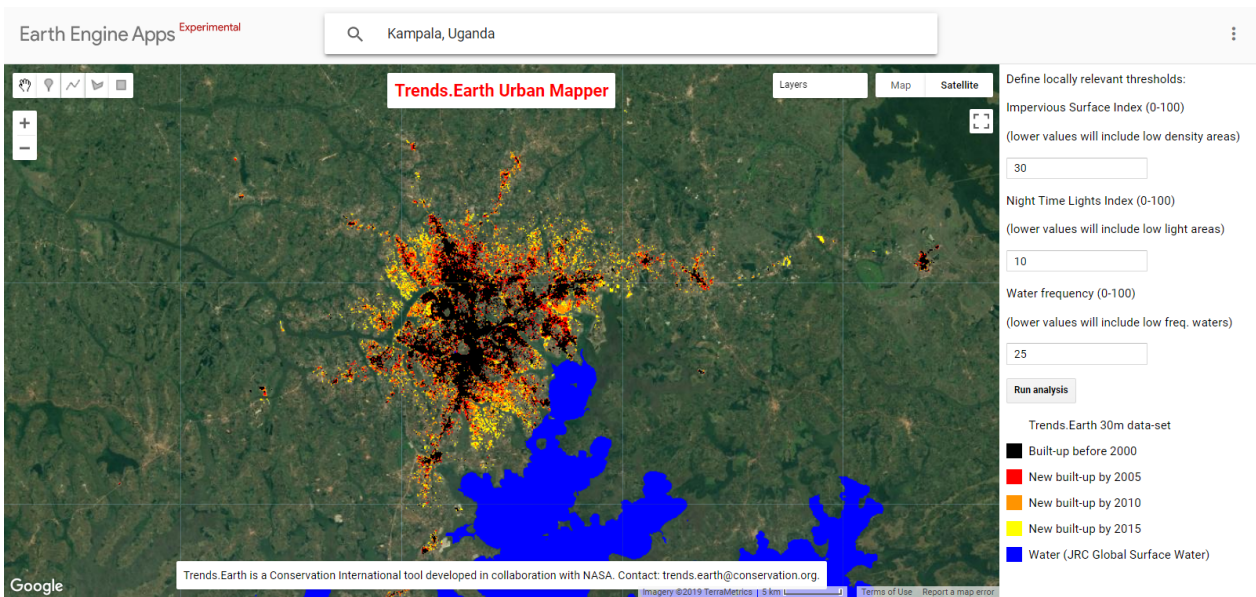 Earth Engine Apps Experimental
Kampala, Uganda
Trends.Earth Urban Mapper
Layers
Map
Satellite
Define locally relevant thresholds:
Impervious Surface Index (0-100)
(lower values will include low density areas)
30
Night Time Lights Index (0-100)
(lower values will include low light areas)
10
Water frequency (0-100)
(lower values will include low freq. waters)
25
Run analysis
Trends.Earth 30m data-set
Built-up before 2000
New built-up by 2005
New built-up by 2010
New built-up by 2015
Water (JRC Global Surface Water)
Trends.Earth is a Conservation International tool developed in collaboration with NASA. Contact: trends.earth@conservation.org.
Google
Imagery ©2019 TerraMetrics
5 km
Terms of Use
Report a map error